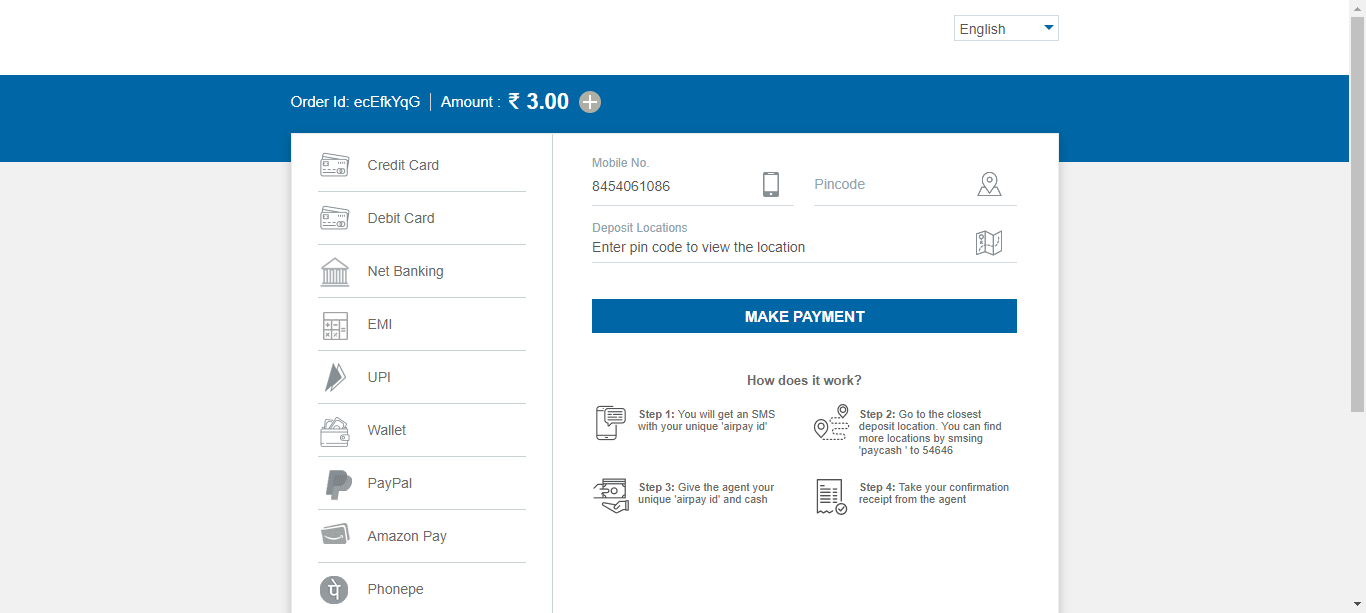 English
Order Id: ecEfkYqG | Amount : ₹ 3.00
Credit Card
Debit Card
Net Banking
EMI
UPI
Wallet
PayPal
Amazon Pay
Phonepe
Mobile No.
8454061086
Pincode
Deposit Locations
Enter pin code to view the location
MAKE PAYMENT
How does it work?
Step 1: You will get an SMS
with your unique 'airpay id'
Step 2: Go to the closest
deposit location. You can find
more locations by smsing
'paycash ' to 54646
Step 3: Give the agent your
unique 'airpay id' and cash
Step 4: Take your confirmation
receipt from the agent